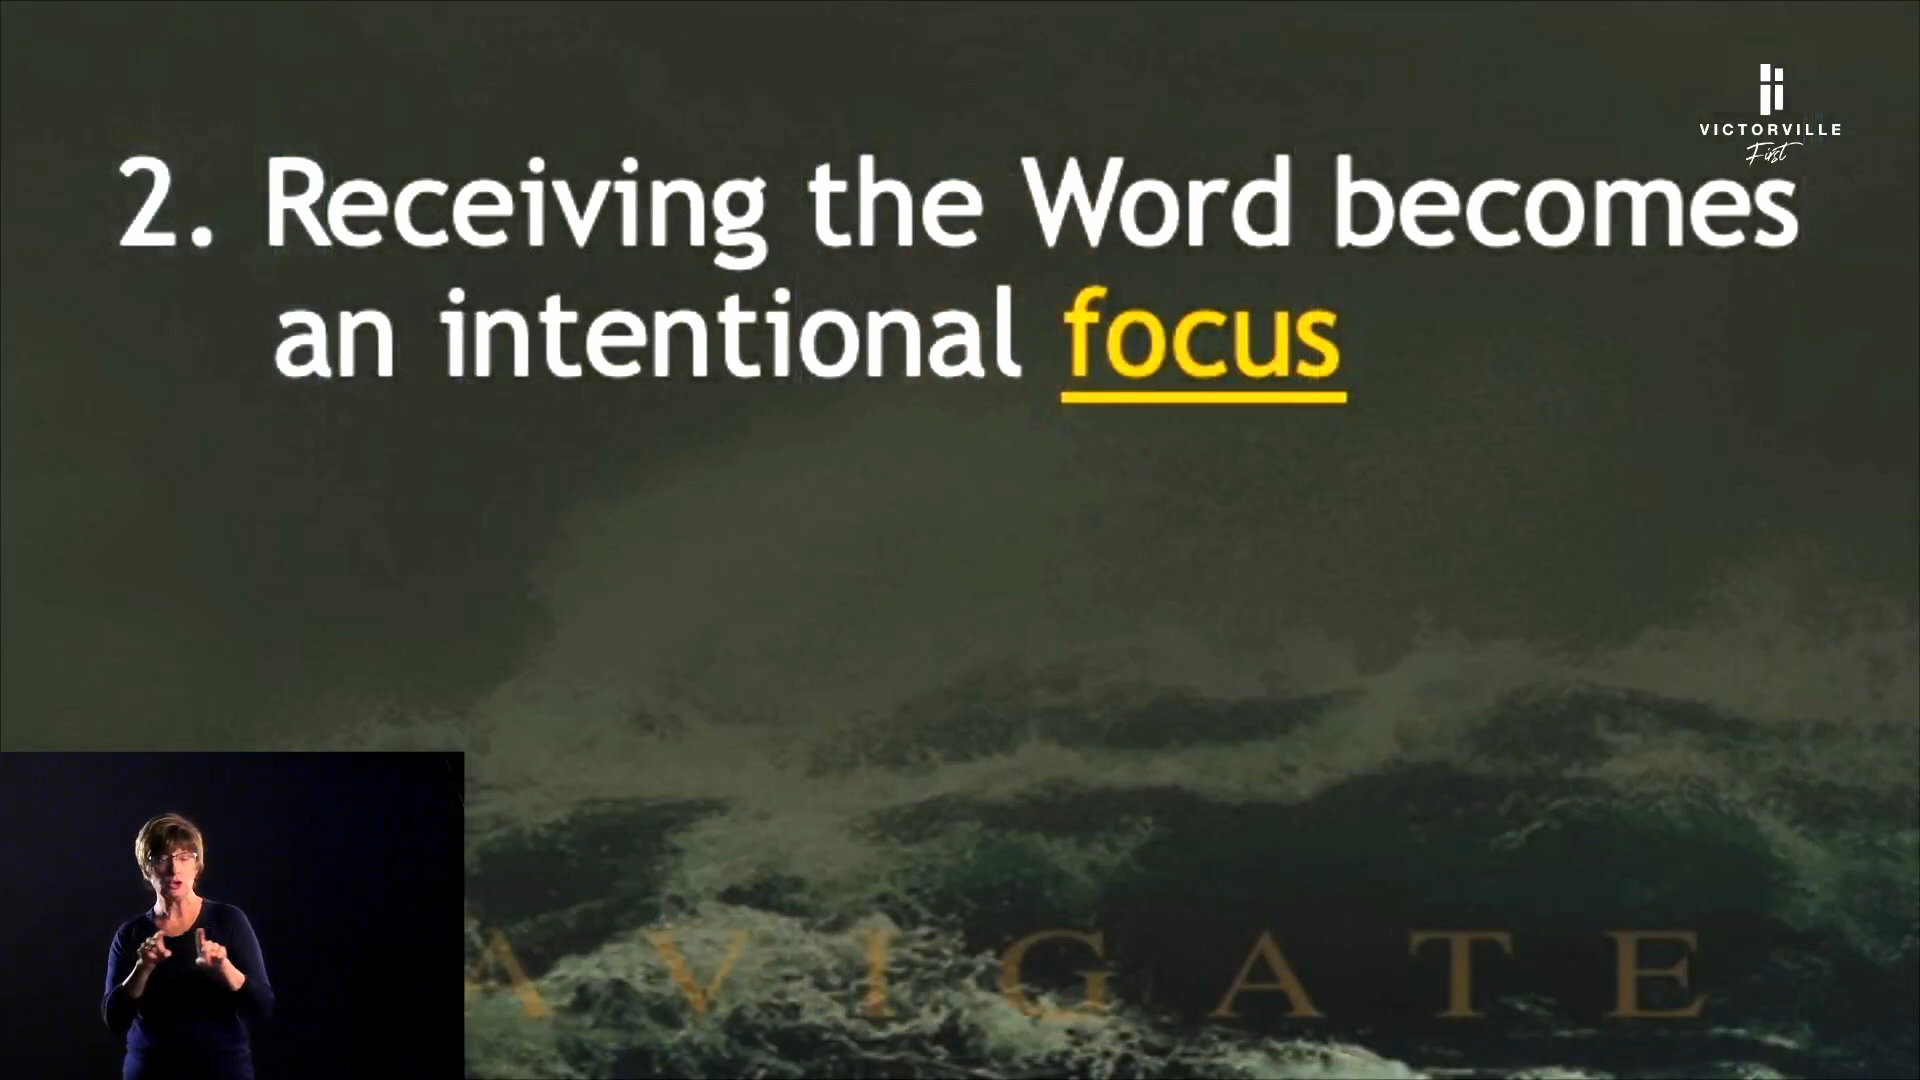 VICTORVILLE
First
2. Receiving the Word becomes
an intentional focus
AVIGATE